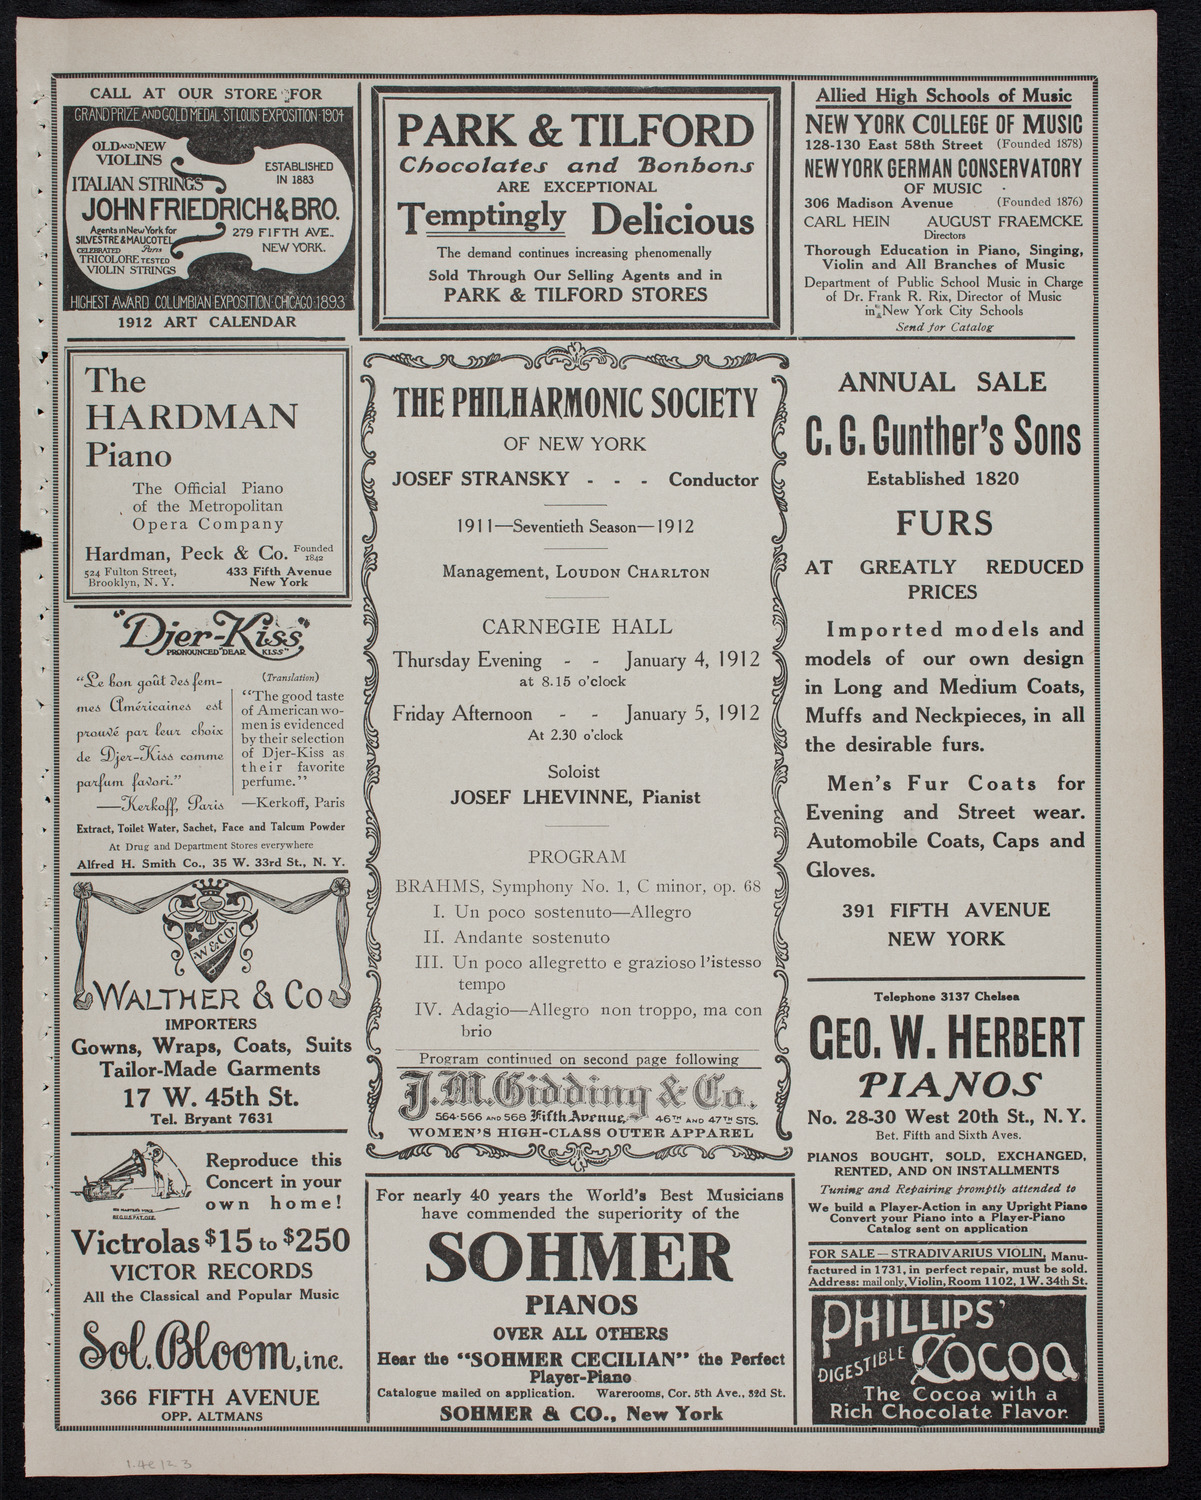 CALL AT OUR STORE FOR
GRAND PRIZE AND GOLD MEDAL ST LOUIS EXPOSITION · 1904
OLD AND NEW
VIOLINS
ITALIAN STRINGS
ESTABLISHED
IN 1883
JOHN FRIEDRICH & BRO.
Agents in New York for
SILVESTRE & MAUCOTEL
CELEBRATED Paris
TRICOLORE TESTED
VIOLIN STRINGS
279 FIFTH AVE.
NEW YORK.
HIGHEST AWARD COLUMBIAN EXPOSITION · CHICAGO · 1893
1912 ART CALENDAR
PARK & TILFORD
Chocolates and Bonbons
ARE EXCEPTIONAL
Temptingly Delicious
The demand continues increasing phenomenally
Sold Through Our Selling Agents and in
PARK & TILFORD STORES
Allied High Schools of Music
NEW YORK COLLEGE OF MUSIC
128-130 East 58th Street (Founded 1878)
NEW YORK GERMAN CONSERVATORY
OF MUSIC
306 Madison Avenue (Founded 1876)
CARL HEIN AUGUST FRAEMCKE
Directors
Thorough Education in Piano, Singing,
Violin and All Branches of Music
Department of Public School Music in Charge
of Dr. Frank R. Rix, Director of Music
in New York City Schools
Send for Catalog
The
HARDMAN
Piano
The Official Piano
of the Metropolitan
Opera Company
Hardman, Peck & Co. Founded 1842
524 Fulton Street, 433 Fifth Avenue
Brooklyn, N. Y. New York
"Djer-Kiss"
PRONOUNCED "DEAR KISS"
"Le bon goût des fem-
mes Américaines est
prouvé par leur choix
de Djer-Kiss comme
parfum favori."
—Kerkoff, Paris
(Translation)
"The good taste
of American wo-
men is evidenced
by their selection
of Djer-Kiss as
their favorite
perfume."
—Kerkoff, Paris
Extract, Toilet Water, Sachet, Face and Talcum Powder
At Drug and Department Stores everywhere
Alfred H. Smith Co., 35 W. 33rd St., N. Y.
W & CO
WALTHER & CO
IMPORTERS
Gowns, Wraps, Coats, Suits
Tailor-Made Garments
17 W. 45th St.
Tel. Bryant 7631
HIS MASTER'S VOICE
REG. U.S. PAT. OFF.
Reproduce this
Concert in your
own home!
Victrolas $15 to $250
VICTOR RECORDS
All the Classical and Popular Music
Sol. Bloom, inc.
366 FIFTH AVENUE
OPP. ALTMANS
THE PHILHARMONIC SOCIETY
OF NEW YORK
JOSEF STRANSKY - - - Conductor
1911—Seventieth Season—1912
Management, LOUDON CHARLTON
CARNEGIE HALL
Thursday Evening - - January 4, 1912
at 8.15 o'clock
Friday Afternoon - - January 5, 1912
At 2.30 o'clock
Soloist
JOSEF LHEVINNE, Pianist
PROGRAM
BRAHMS, Symphony No. 1, C minor, op. 68
I. Un poco sostenuto—Allegro
II. Andante sostenuto
III. Un poco allegretto e grazioso l'istesso
tempo
IV. Adagio—Allegro non troppo, ma con
brio
Program continued on second page following
J. M. Gidding & Co.
564-566 AND 568 Fifth Avenue, 46TH AND 47TH STS.
WOMEN'S HIGH-CLASS OUTER APPAREL
For nearly 40 years the World's Best Musicians
have commended the superiority of the
SOHMER
PIANOS
OVER ALL OTHERS
Hear the "SOHMER CECILIAN" the Perfect
Player-Piano
Catalogue mailed on application. Warerooms, Cor. 5th Ave., 32d St.
SOHMER & CO., New York
ANNUAL SALE
C. G. Gunther's Sons
Established 1820
FURS
AT GREATLY REDUCED
PRICES
Imported models and
models of our own design
in Long and Medium Coats,
Muffs and Neckpieces, in all
the desirable furs.
Men's Fur Coats for
Evening and Street wear.
Automobile Coats, Caps and
Gloves.
391 FIFTH AVENUE
NEW YORK
Telephone 3137 Chelsea
GEO. W. HERBERT
PIANOS
No. 28-30 West 20th St., N. Y.
Bet. Fifth and Sixth Aves.
PIANOS BOUGHT, SOLD, EXCHANGED,
RENTED, AND ON INSTALLMENTS
Tuning and Repairing promptly attended to
We build a Player-Action in any Upright Piano
Convert your Piano into a Player-Piano
Catalog sent on application
FOR SALE—STRADIVARIUS VIOLIN, Manu-
factured in 1731, in perfect repair, must be sold.
Address: mail only, Violin, Room 1102, 1 W. 34th St.
PHILLIPS'
DIGESTIBLE COCOA
The Cocoa with a
Rich Chocolate Flavor.
1.4e12 3